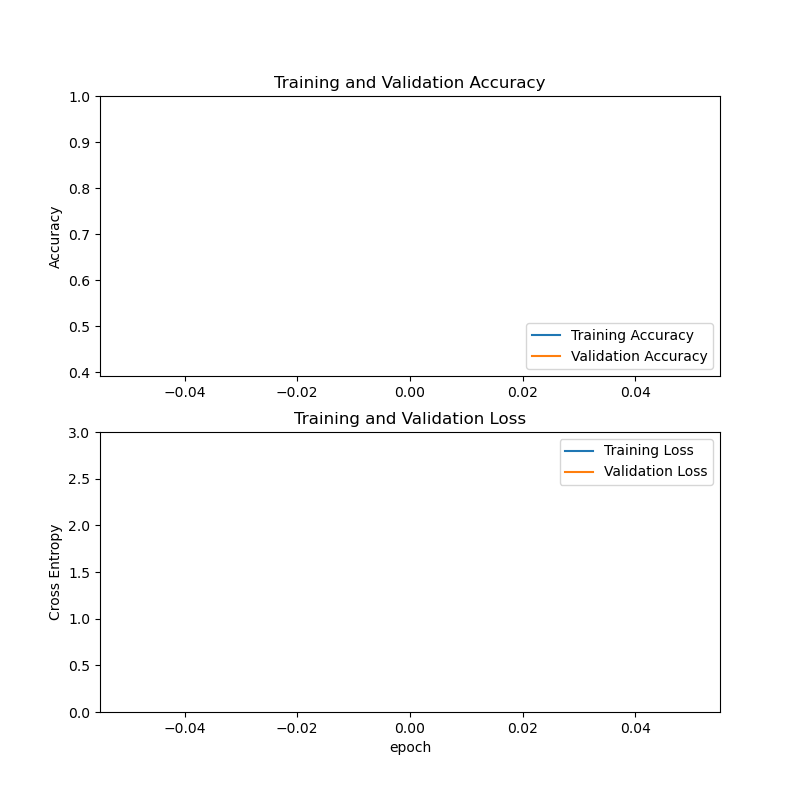 Training and Validation Accuracy
1.0
0.9
0.8
0.7
0.6
0.5
0.4
Accuracy
Training Accuracy
Validation Accuracy
−0.04 −0.02 0.00 0.02 0.04
Training and Validation Loss
3.0
2.5
2.0
1.5
1.0
0.5
0.0
Cross Entropy
Training Loss
Validation Loss
−0.04 −0.02 0.00 0.02 0.04
epoch